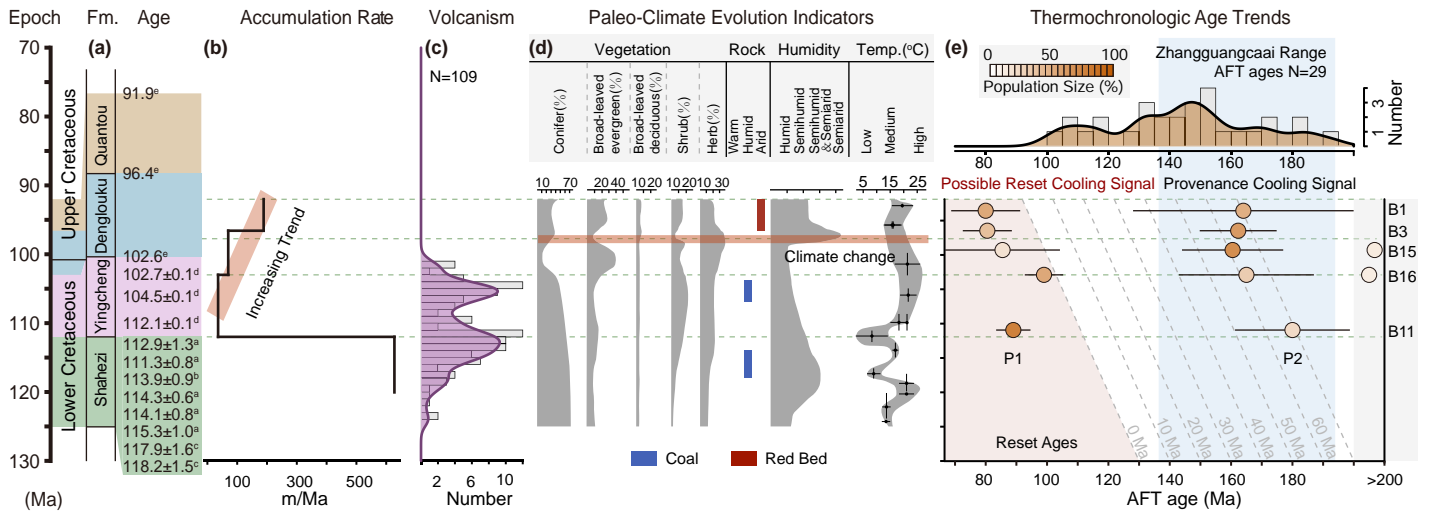 Epoch
Accumulation Rate
Volcanism
Paleo-Climate Evolution Indicators
Thermochronologic Age Trends
(a)
Fm.
Age
(b)
(c)
(d)
(e)
70
80
90
100
110
120
130
(Ma)
Upper Cretaceous
Lower Cretaceous
Quantou
Denglouku
Yingcheng
Shahezi
91.9e
96.4e
102.6e
102.7±0.1d
104.5±0.1d
112.1±0.1d
112.9±1.3a
111.3±0.8a
113.9±0.9b
114.3±0.6a
114.1±0.8a
115.3±1.0a
117.9±1.6c
118.2±1.5c
Increasing Trend
100 300 500
m/Ma
N=109
2 6 10
Number
Vegetation
Rock
Humidity
Temp.(oC)
Conifer(%)
Broad-leaved
evergreen(%)
Broad-leaved
deciduous(%)
Shrub(%)
Herb(%)
Warm
Humid
Arid
Humid
Semihumid
Semihumid
&Semiarid
Semiarid
Low
Medium
High
10 70
20 40
10 20
10 20
10 30
5 15 25
Climate change
Coal
Red Bed
0 50 100
Population Size (%)
Zhangguangcaai Range
AFT ages N=29
3
1
Number
80 100 120 140 160 180
Possible Reset Cooling Signal
Provenance Cooling Signal
B1
B3
B15
B16
B11
P1
P2
Reset Ages
0 Ma
10 Ma
20 Ma
30 Ma
40 Ma
50 Ma
60 Ma
80 100 120 140 160 180 >200
AFT age (Ma)